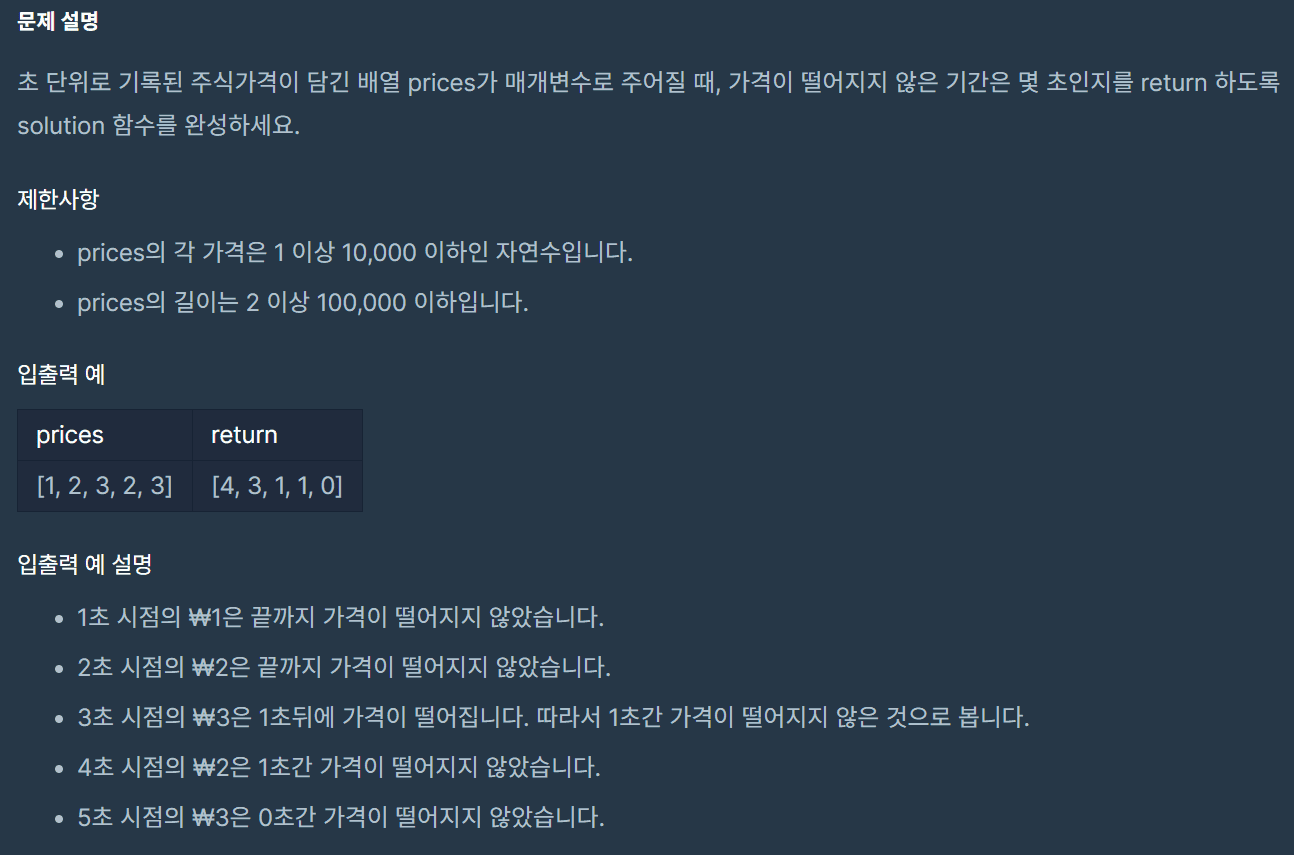 문제 설명
초 단위로 기록된 주식가격이 담긴 배열 prices가 매개변수로 주어질 때, 가격이 떨어지지 않은 기간은 몇 초인지를 return 하도록
solution 함수를 완성하세요.
제한사항
• prices의 각 가격은 1 이상 10,000 이하인 자연수입니다.
• prices의 길이는 2 이상 100,000 이하입니다.
입출력 예
prices return
[1, 2, 3, 2, 3] [4, 3, 1, 1, 0]
입출력 예 설명
• 1초 시점의 ₩1은 끝까지 가격이 떨어지지 않았습니다.
• 2초 시점의 ₩2은 끝까지 가격이 떨어지지 않았습니다.
• 3초 시점의 ₩3은 1초뒤에 가격이 떨어집니다. 따라서 1초간 가격이 떨어지지 않은 것으로 봅니다.
• 4초 시점의 ₩2은 1초간 가격이 떨어지지 않았습니다.
• 5초 시점의 ₩3은 0초간 가격이 떨어지지 않았습니다.